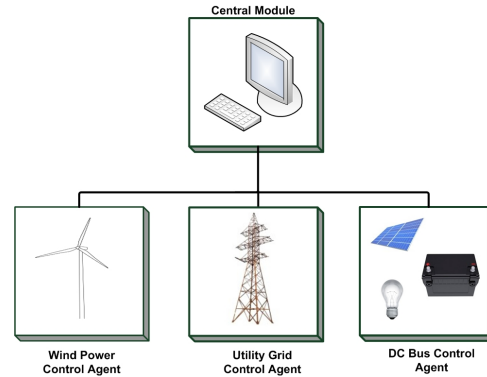 Central Module
Wind Power
Control Agent
Utility Grid
Control Agent
DC Bus Control
Agent